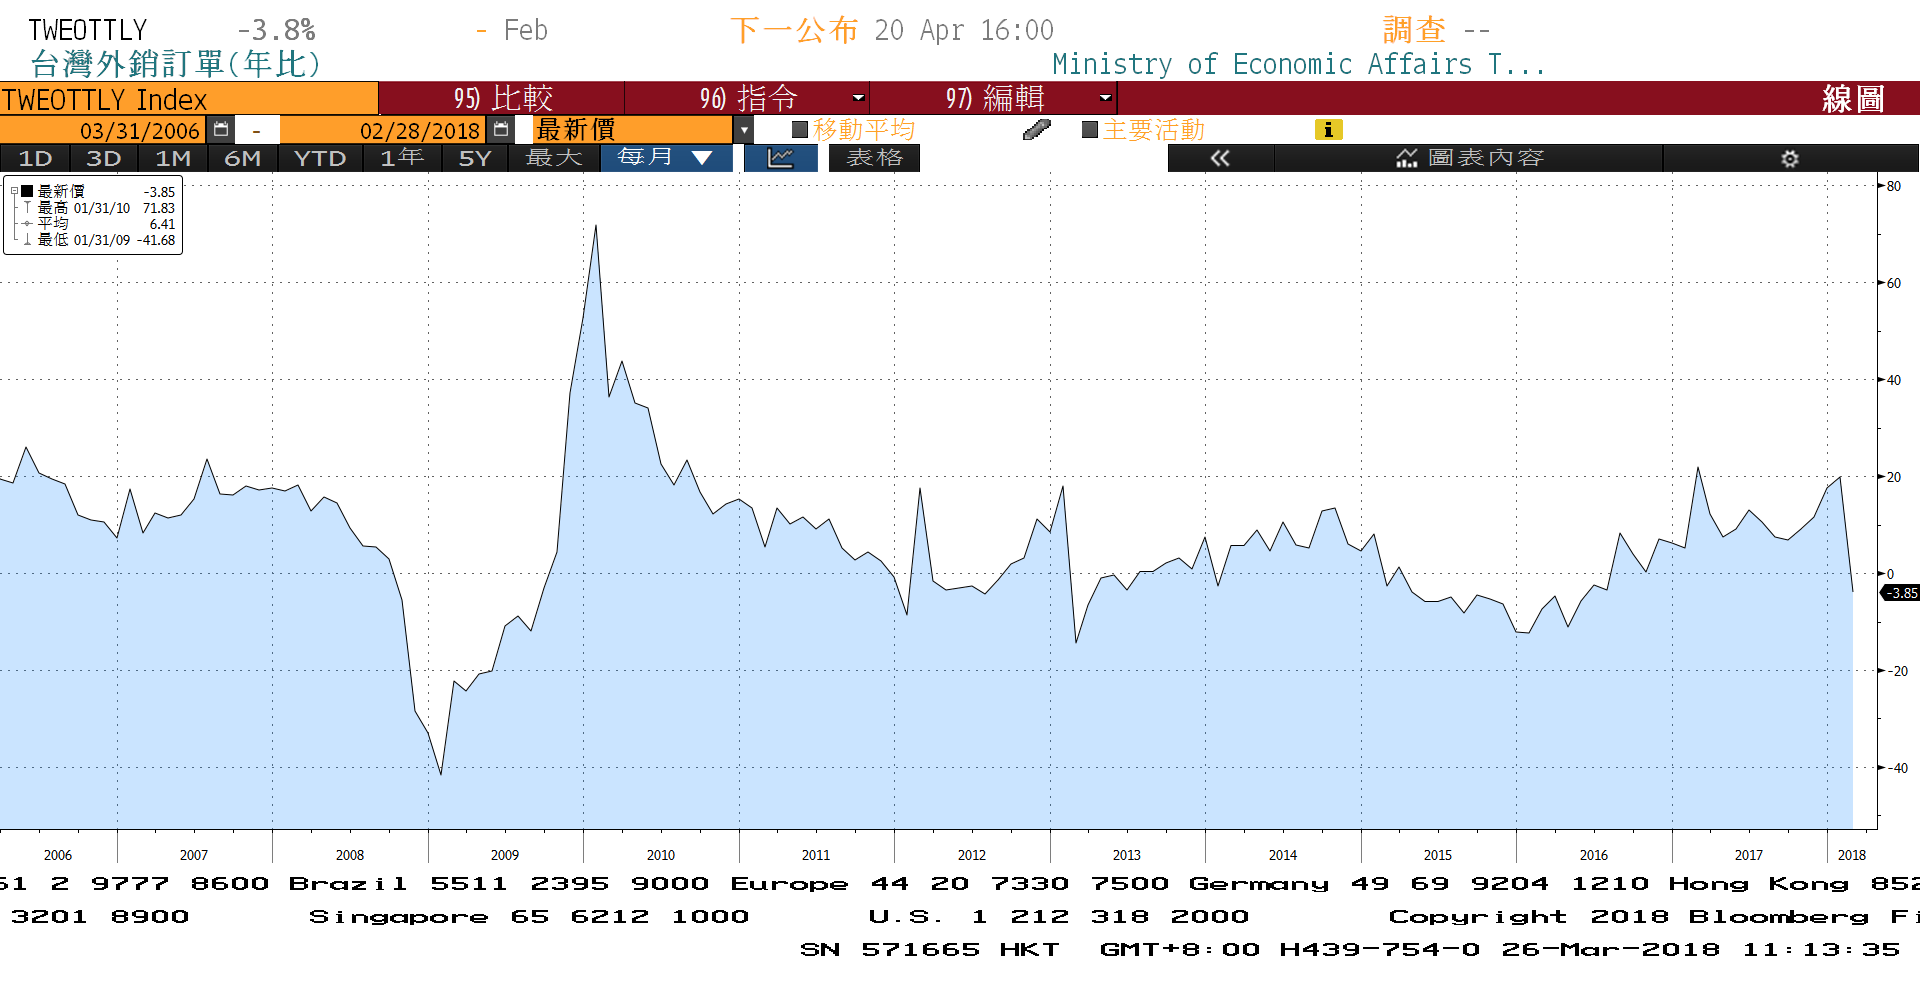 TWEOTTLY -3.8% - Feb 下一公布 20 Apr 16:00 調查 --
台灣外銷訂單(年比) Ministry of Economic Affairs T...
TWEOTTLY Index 95) 比較 96) 指令 97) 編輯 線圖
03/31/2006 - 02/28/2018 最新價 移動平均 主要活動 i
1D 3D 1M 6M YTD 1年 5Y 最大 每月 ▼ 表格 « 圖表內容
最新價 -3.85
最高 01/31/10 71.83
平均 6.41
最低 01/31/09 -41.68
80
60
40
20
0
-3.85
-20
-40
2006 2007 2008 2009 2010 2011 2012 2013 2014 2015 2016 2017 2018
61 2 9777 8600 Brazil 5511 2395 9000 Europe 44 20 7330 7500 Germany 49 69 9204 1210 Hong Kong 852
3201 8900 Singapore 65 6212 1000 U.S. 1 212 318 2000 Copyright 2018 Bloomberg Fi
SN 571665 HKT GMT+8:00 H439-754-0 26-Mar-2018 11:13:35